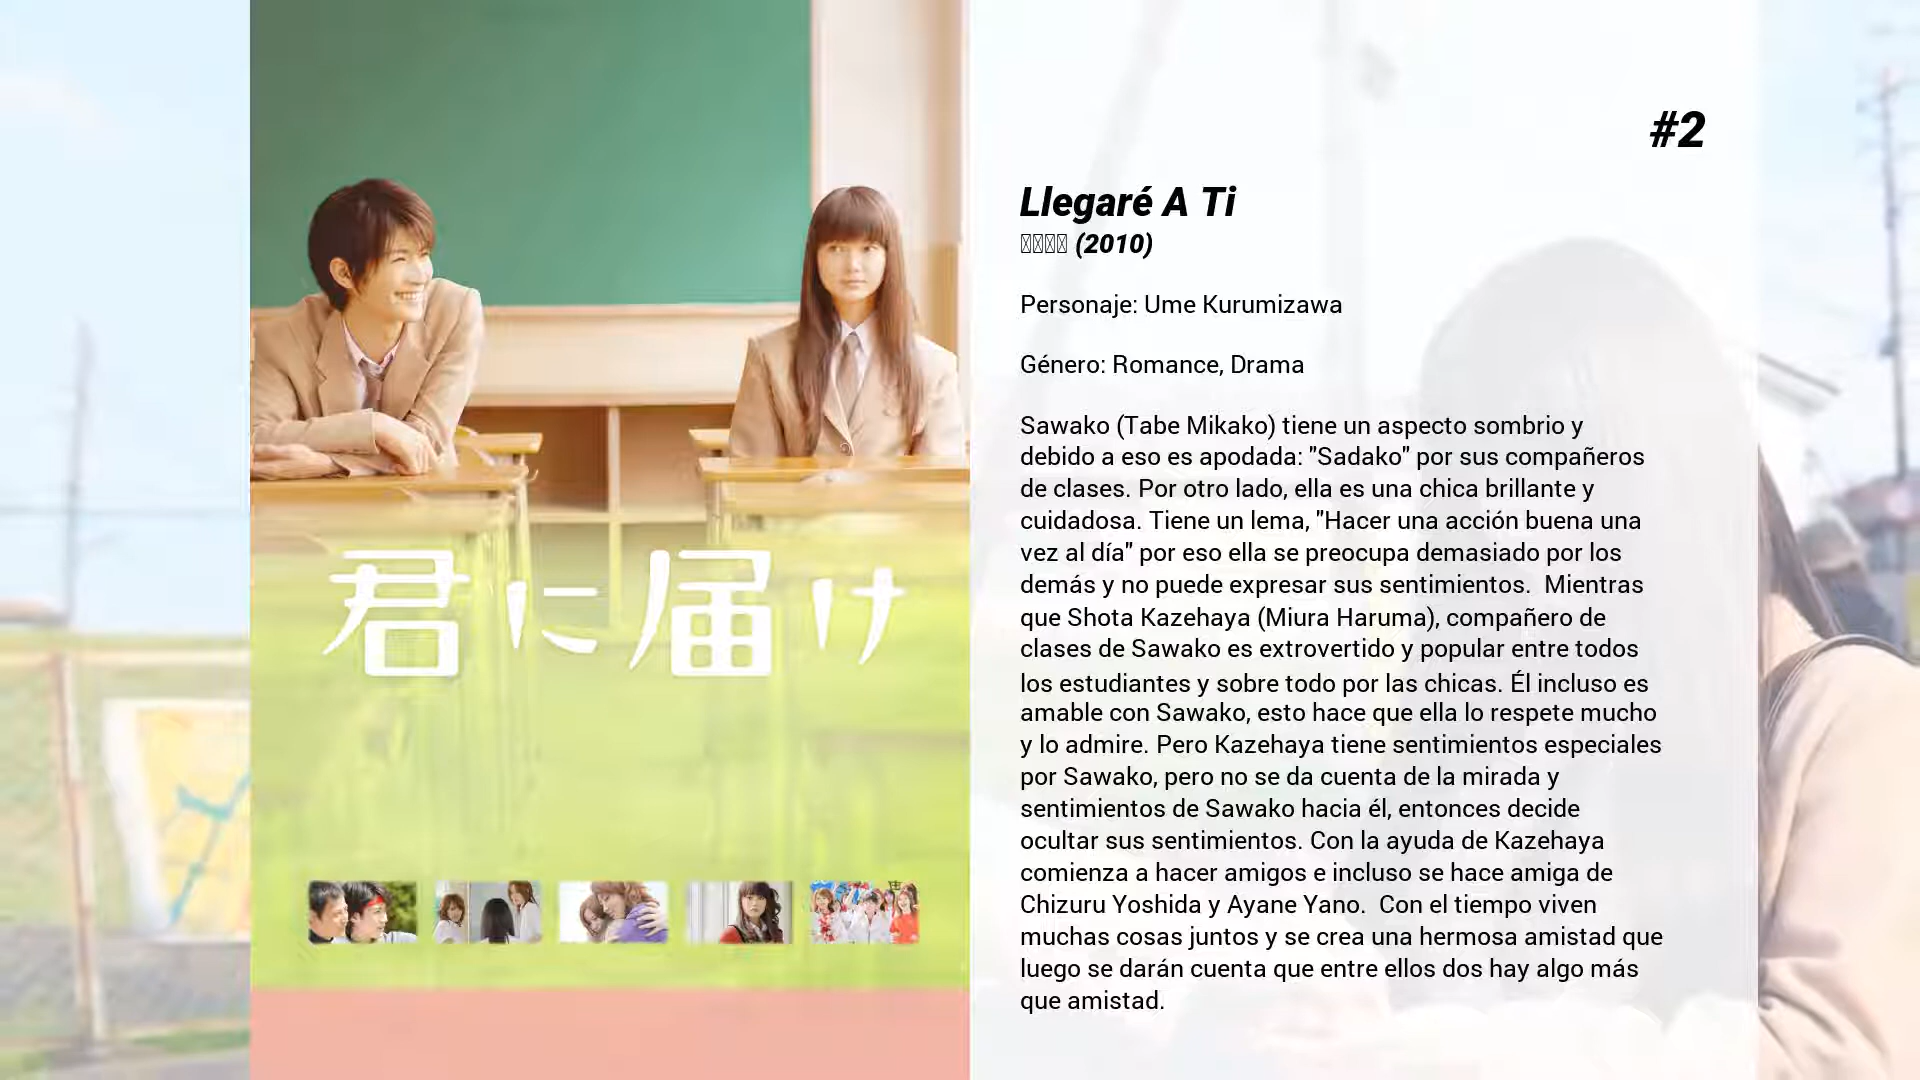 君に届け
#2
Llegaré A Ti
(2010)
Personaje: Ume Kurumizawa
Género: Romance, Drama
Sawako (Tabe Mikako) tiene un aspecto sombrio y
debido a eso es apodada: "Sadako" por sus compañeros
de clases. Por otro lado, ella es una chica brillante y
cuidadosa. Tiene un lema, "Hacer una acción buena una
vez al día" por eso ella se preocupa demasiado por los
demás y no puede expresar sus sentimientos.  Mientras
que Shota Kazehaya (Miura Haruma), compañero de
clases de Sawako es extrovertido y popular entre todos
los estudiantes y sobre todo por las chicas. Él incluso es
amable con Sawako, esto hace que ella lo respete mucho
y lo admire. Pero Kazehaya tiene sentimientos especiales
por Sawako, pero no se da cuenta de la mirada y
sentimientos de Sawako hacia él, entonces decide
ocultar sus sentimientos. Con la ayuda de Kazehaya
comienza a hacer amigos e incluso se hace amiga de
Chizuru Yoshida y Ayane Yano.  Con el tiempo viven
muchas cosas juntos y se crea una hermosa amistad que
luego se darán cuenta que entre ellos dos hay algo más
que amistad.